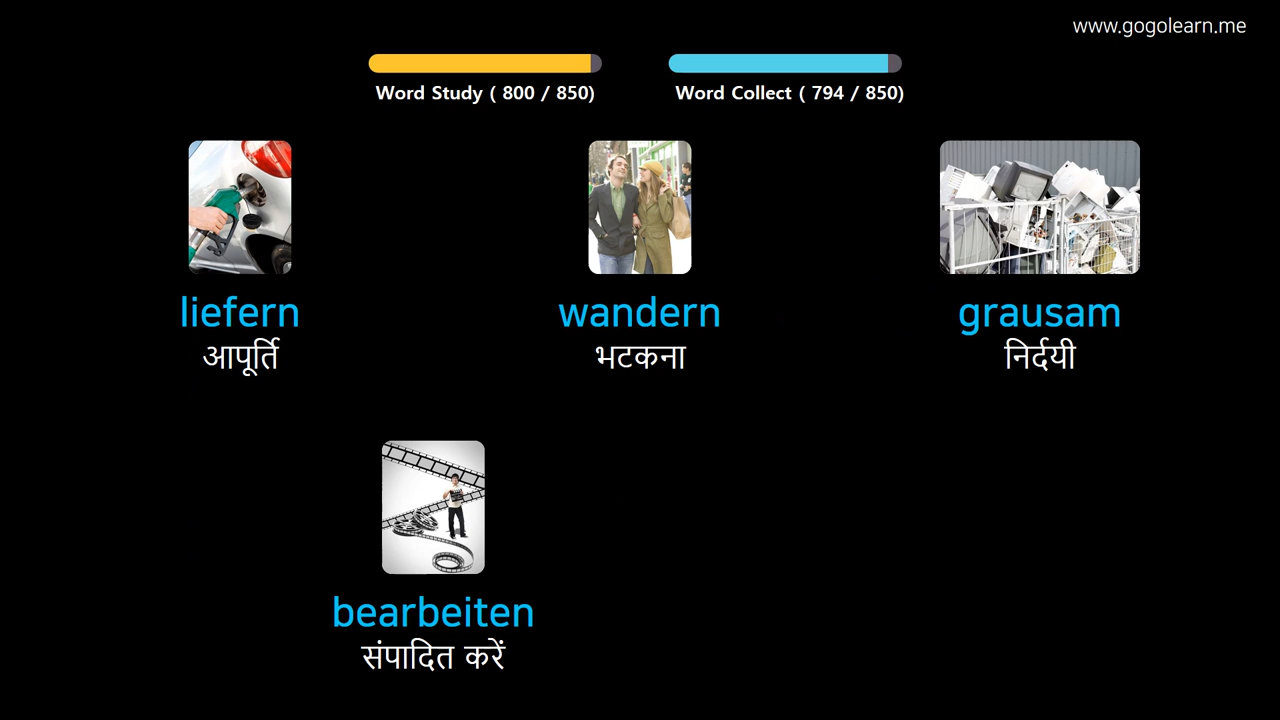 www.gogolearn.me
Word Study ( 800 / 850)
Word Collect ( 794 / 850)
liefern
wandern
grausam
आपूर्ति
भटकना
निर्दयी
bearbeiten
संपादित करें